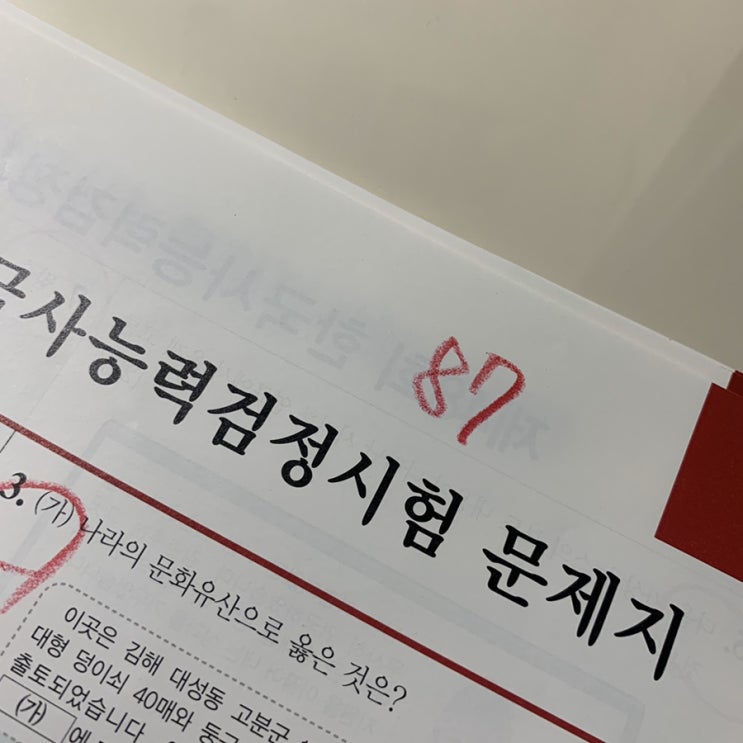 사능력검정시험 문제지
87
3. (가) 나라의 문화유산으로 옳은 것은?
이곳은 김해 대성동 고분군
대형 덩이쇠 40매와
출토되었습니다
(가)